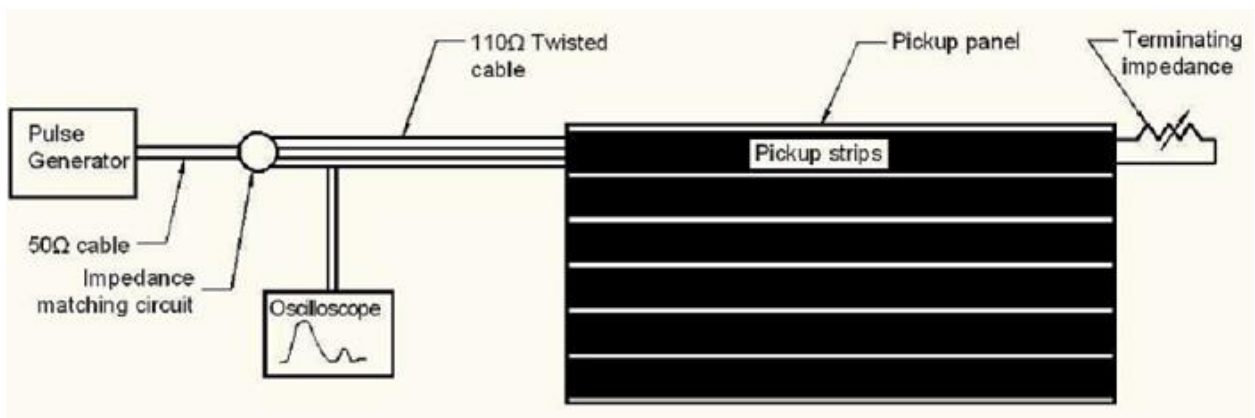 110Ω Twisted
cable
Pickup panel
Terminating
impedance
Pulse
Generator
Pickup strips
50Ω cable
Impedance
matching circuit
Oscilloscope